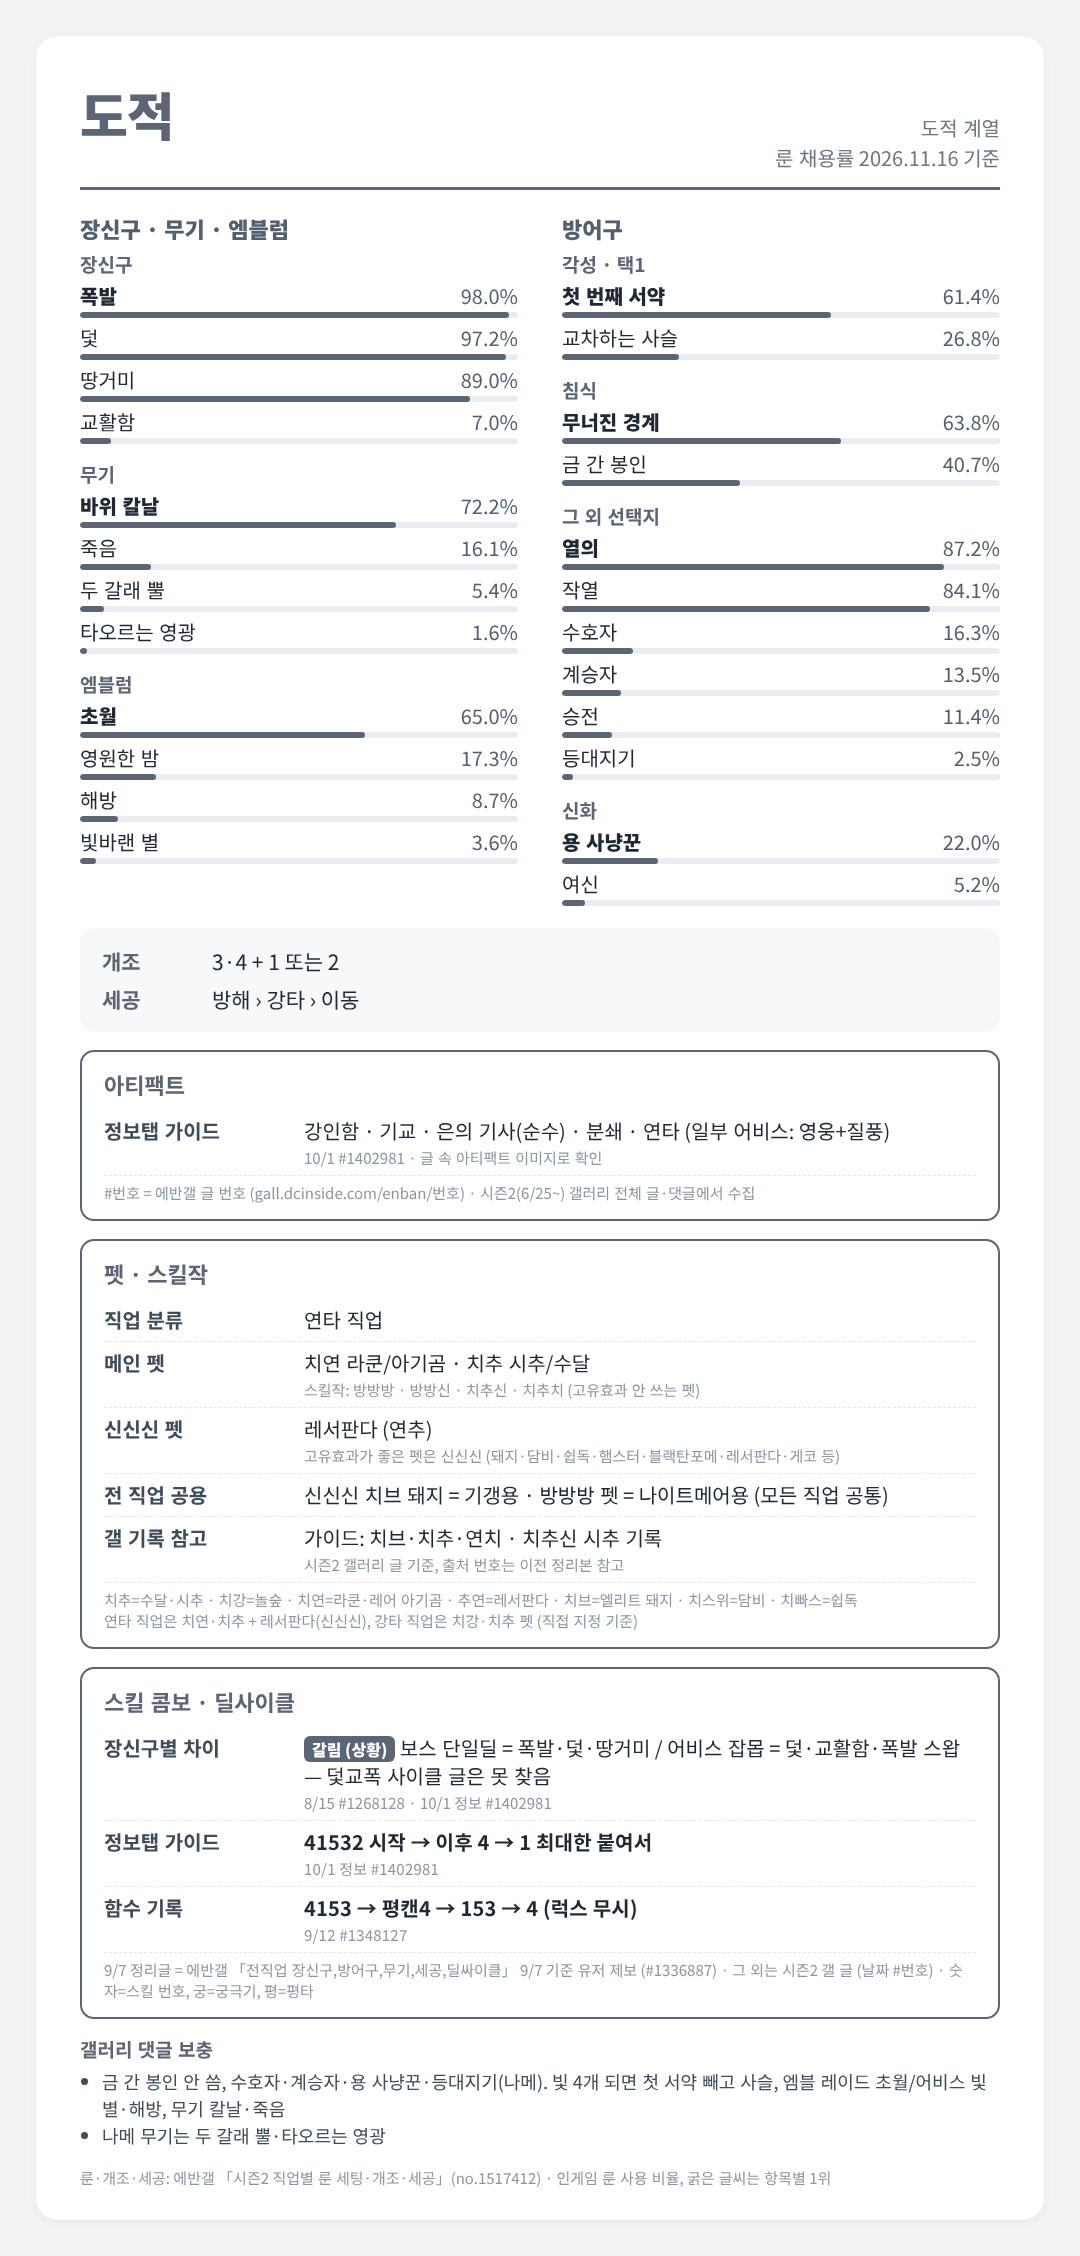 도적
도적 계열
룬 채용률 2026.11.16 기준
장신구 · 무기 · 엠블럼
장신구
폭발 98.0%
덫 97.2%
땅거미 89.0%
교활함 7.0%
무기
바위 칼날 72.2%
죽음 16.1%
두 갈래 뿔 5.4%
타오르는 영광 1.6%
엠블럼
초월 65.0%
영원한 밤 17.3%
해방 8.7%
빛바랜 별 3.6%
방어구
각성 · 택1
첫 번째 서약 61.4%
교차하는 사슬 26.8%
침식
무너진 경계 63.8%
금 간 봉인 40.7%
그 외 선택지
열의 87.2%
작열 84.1%
수호자 16.3%
계승자 13.5%
승전 11.4%
등대지기 2.5%
신화
용 사냥꾼 22.0%
여신 5.2%
개조 3·4 + 1 또는 2
세공 방해 › 강타 › 이동
아티팩트
정보탭 가이드 강인함 · 기교 · 은의 기사(순수) · 분쇄 · 연타 (일부 어비스: 영웅+질풍)
10/1 #1402981 · 글 속 아티팩트 이미지로 확인
#번호 = 에반갤 글 번호 (gall.dcinside.com/enban/번호) · 시즌2(6/25~) 갤러리 전체 글·댓글에서 수집
펫 · 스킬작
직업 분류 연타 직업
메인 펫 치연 라쿤/아기곰 · 치추 시추/수달
스킬작: 방방방 · 방방신 · 치추신 · 치추치 (고유효과 안 쓰는 펫)
신신신 펫 레서판다 (연추)
고유효과가 좋은 펫은 신신신 (돼지·담비·쉽독·햄스터·블랙탄포메·레서판다·게코 등)
전 직업 공용 신신신 치브 돼지 = 기갱용 · 방방방 펫 = 나이트메어용 (모든 직업 공통)
갤 기록 참고 가이드: 치브·치추·연치 · 치추신 시추 기록
시즌2 갤러리 글 기준, 출처 번호는 이전 정리본 참고
치추=수달·시추 · 치강=놀숲 · 치연=라쿤·레어 아기곰 · 추연=레서판다 · 치브=엘리트 돼지 · 치스위=담비 · 치빠스=쉽독
연타 직업은 치연·치추 + 레서판다(신신신), 강타 직업은 치강·치추 펫 (직접 지정 기준)
스킬 콤보 · 딜사이클
장신구별 차이 갈림 (상황) 보스 단일딜 = 폭발·덫·땅거미 / 어비스 잡몹 = 덫·교활함·폭발 스왑
— 덫교폭 사이클 글은 못 찾음
8/15 #1268128 · 10/1 정보 #1402981
정보탭 가이드 41532 시작 → 이후 4 → 1 최대한 붙여서
10/1 정보 #1402981
함수 기록 4153 → 평캔4 → 153 → 4 (럭스 무시)
9/12 #1348127
9/7 정리글 = 에반갤 「전직업 장신구,방어구,무기,세공,딜싸이클」 9/7 기준 유저 제보 (#1336887) · 그 외는 시즌2 갤 글 (날짜 #번호) · 숫
자=스킬 번호, 궁=궁극기, 평=평타
갤러리 댓글 보충
• 금 간 봉인 안 씀, 수호자·계승자·용 사냥꾼·등대지기(나메). 빛 4개 되면 첫 서약 빼고 사슬, 엠블 레이드 초월/어비스 빛
별·해방, 무기 칼날·죽음
• 나메 무기는 두 갈래 뿔·타오르는 영광
룬·개조·세공: 에반갤 「시즌2 직업별 룬 세팅·개조·세공」(no.1517412) · 인게임 룬 사용 비율, 굵은 글씨는 항목별 1위